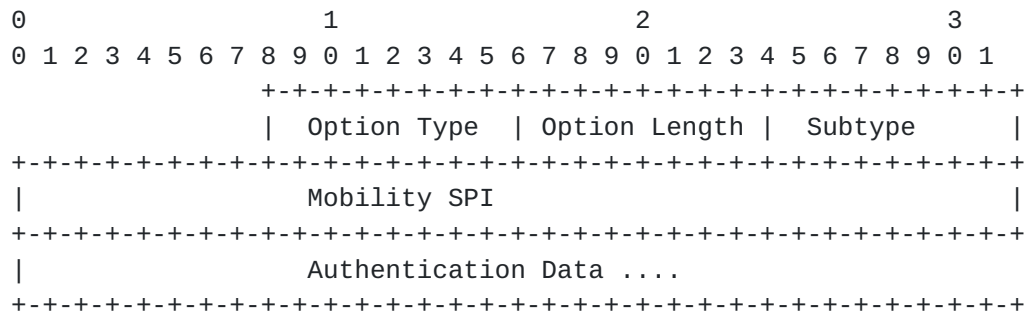 0                   1                   2                   3
0 1 2 3 4 5 6 7 8 9 0 1 2 3 4 5 6 7 8 9 0 1 2 3 4 5 6 7 8 9 0 1
                +-+-+-+-+-+-+-+-+-+-+-+-+-+-+-+-+-+-+-+-+-+-+-+-+
                |  Option Type  | Option Length |  Subtype      |
+-+-+-+-+-+-+-+-+-+-+-+-+-+-+-+-+-+-+-+-+-+-+-+-+-+-+-+-+-+-+-+-+
|                  Mobility SPI                                 |
+-+-+-+-+-+-+-+-+-+-+-+-+-+-+-+-+-+-+-+-+-+-+-+-+-+-+-+-+-+-+-+-+
|                  Authentication Data ....
+-+-+-+-+-+-+-+-+-+-+-+-+-+-+-+-+-+-+-+-+-+-+-+-+-+-+-+-+-+-+-+-+